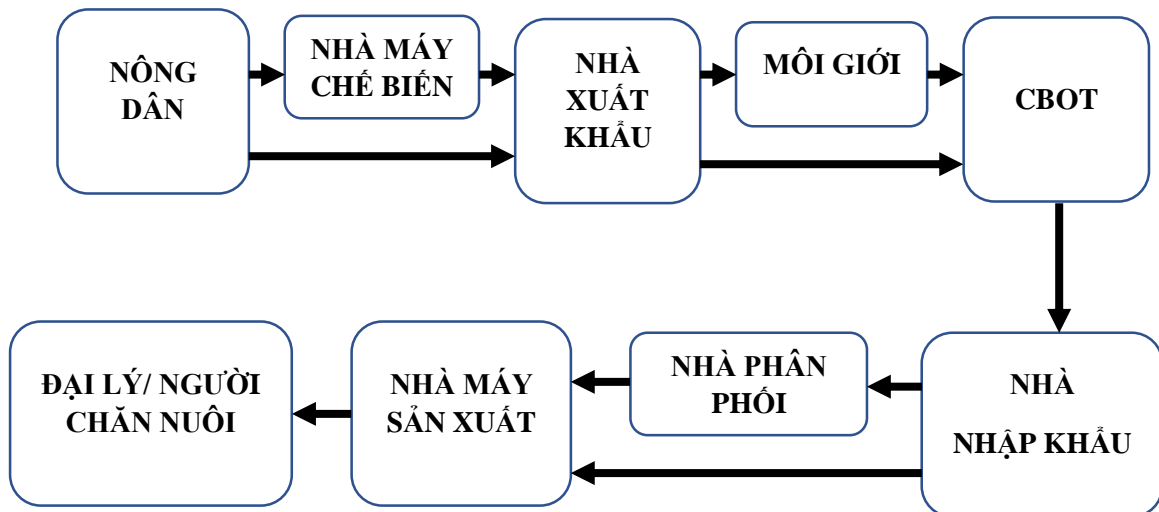 NÔNG
DÂN
NHÀ MÁY
CHẾ BIẾN
NHÀ
XUẤT
KHẨU
MÔI GIỚI
CBOT
ĐẠI LÝ/ NGƯỜI
CHĂN NUÔI
NHÀ MÁY
SẢN XUẤT
NHÀ PHÂN
PHỐI
NHÀ
NHẬP KHẨU